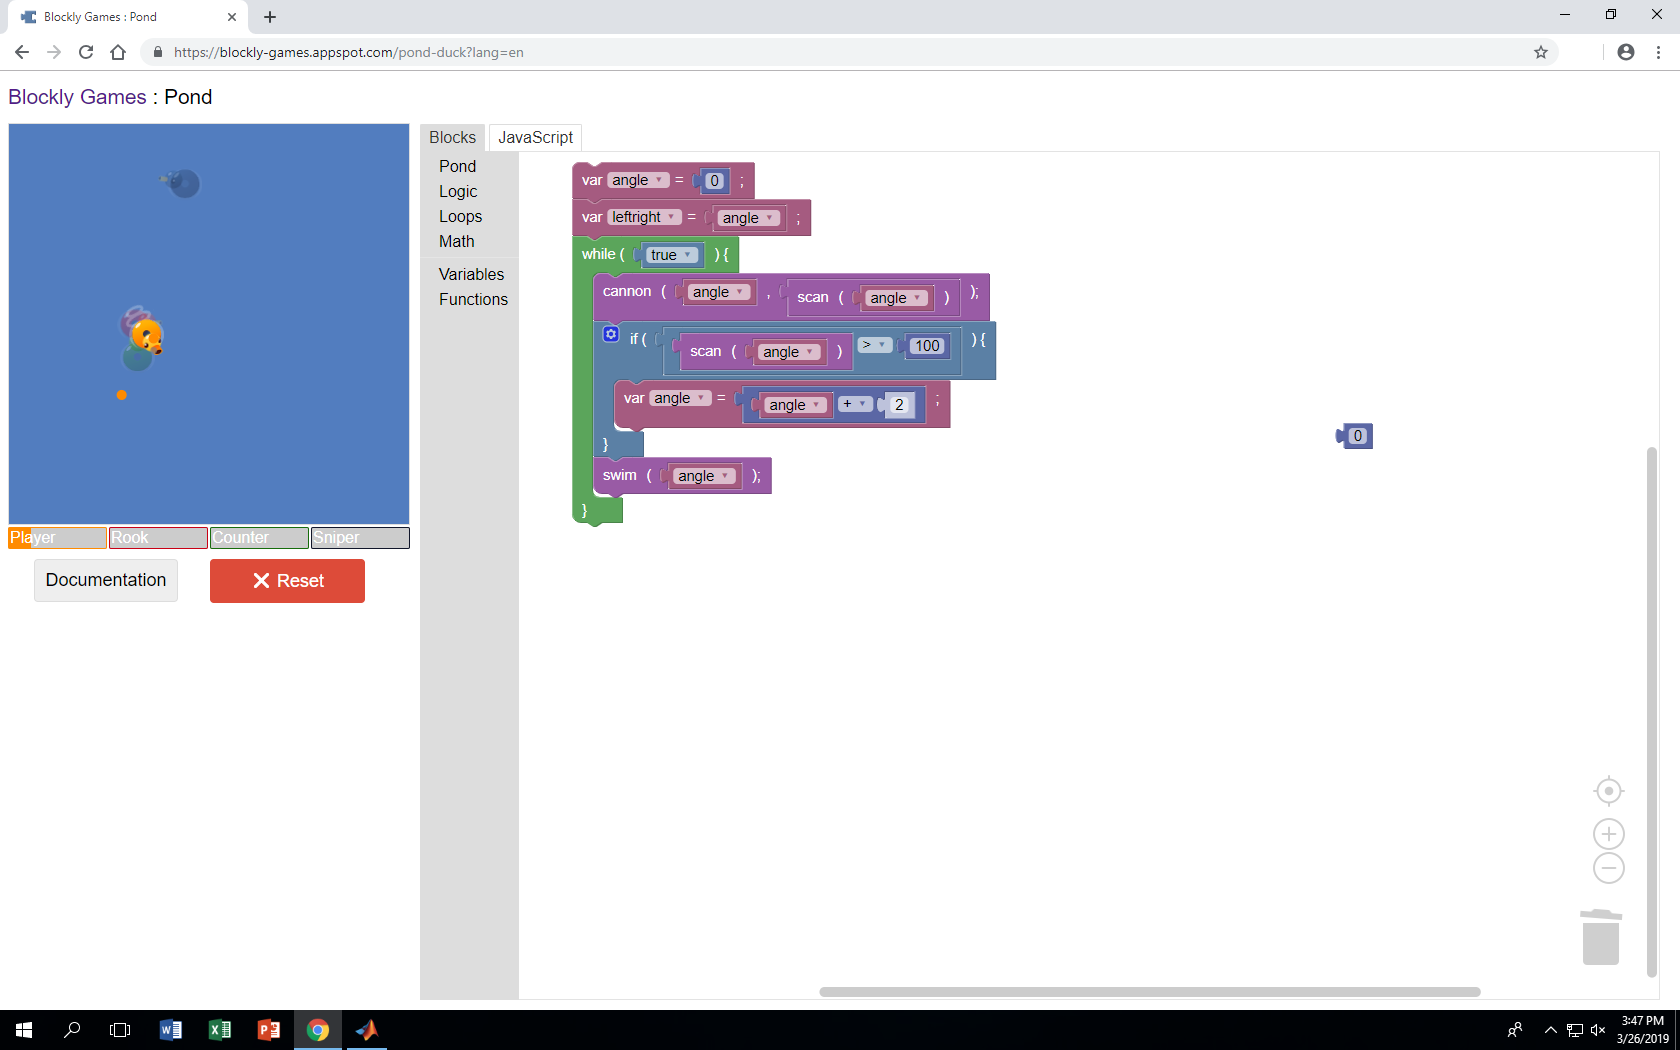 Blockly Games : Pond
https://blockly-games.appspot.com/pond-duck?lang=en
Blockly Games : Pond
Blocks
JavaScript
Pond
Logic
Loops
Math
Variables
Functions
var angle = 0 ;
var leftright = angle ;
while ( true ) {
cannon ( angle , scan ( angle ) );
if ( scan ( angle ) > 100 ) {
var angle = angle + 2 ;
}
swim ( angle );
}
0
Player
Rook
Counter
Sniper
Documentation
Reset
3:47 PM
3/26/2019